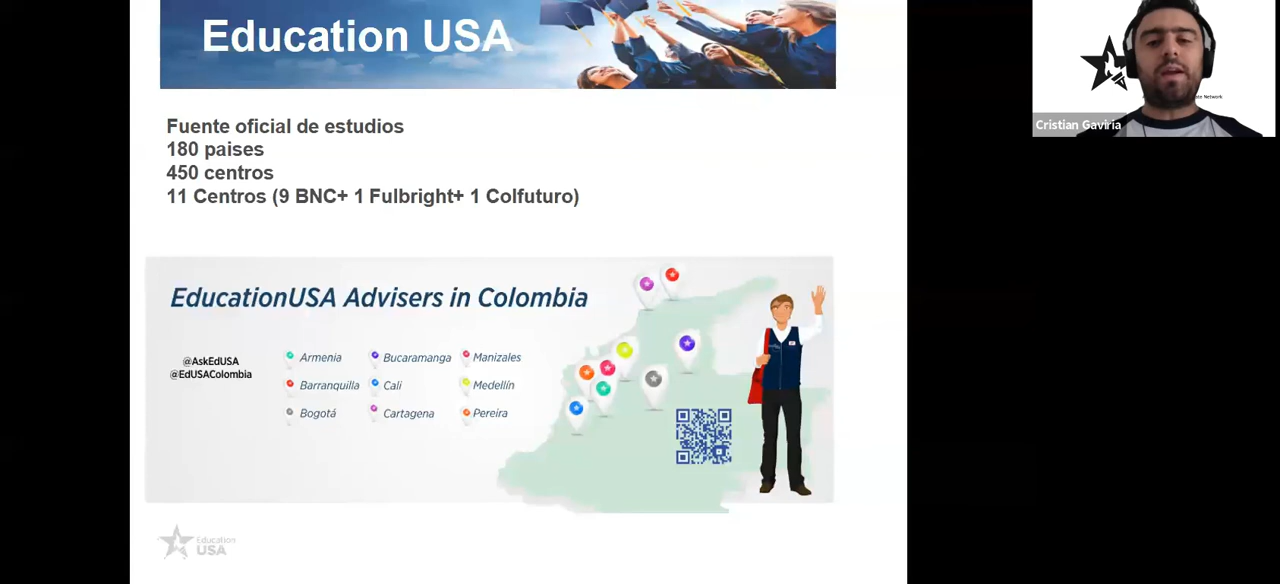 Education USA
Fuente oficial de estudios
180 paises
450 centros
11 Centros (9 BNC+ 1 Fulbright+ 1 Colfuturo)
EducationUSA Advisers in Colombia
@AskEdUSA
@EdUSAColombia
Armenia
Bucaramanga
Manizales
Barranquilla
Cali
Medellín
Bogotá
Cartagena
Pereira
Education
USA
Cristian Gaviria
Network